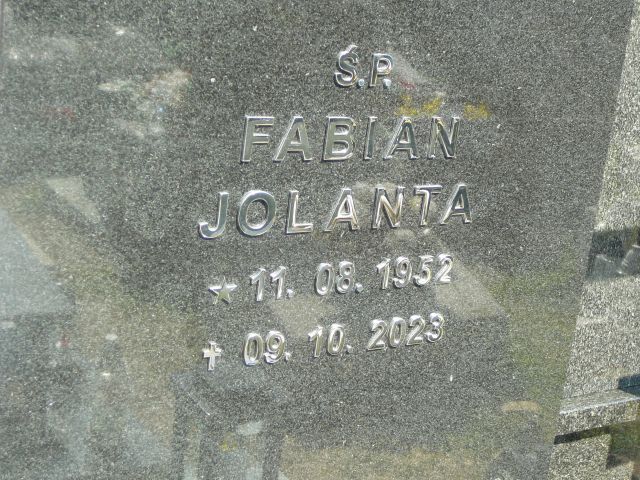 Ś.P.
FABIAN
JOLANTA
11. 08. 1952
09. 10. 2023